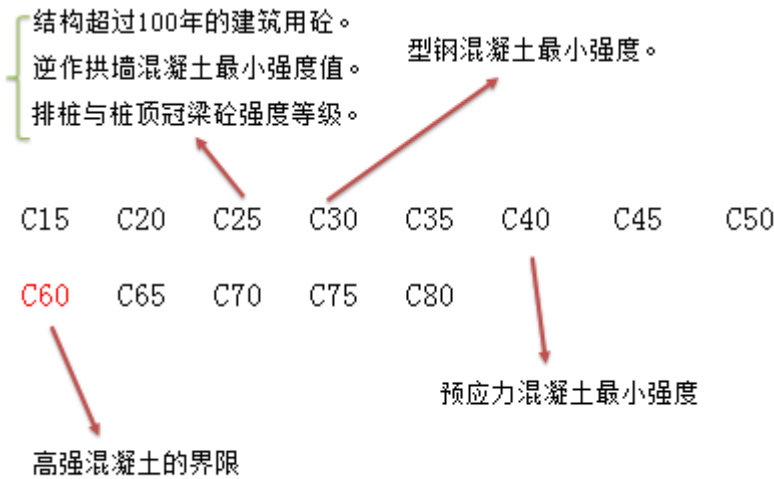 结构超过100年的建筑用砼。
逆作拱墙混凝土最小强度值。
排桩与桩顶冠梁砼强度等级。
型钢混凝土最小强度。
C15 C20 C25 C30 C35 C40 C45 C50
C60 C65 C70 C75 C80
预应力混凝土最小强度
高强混凝土的界限